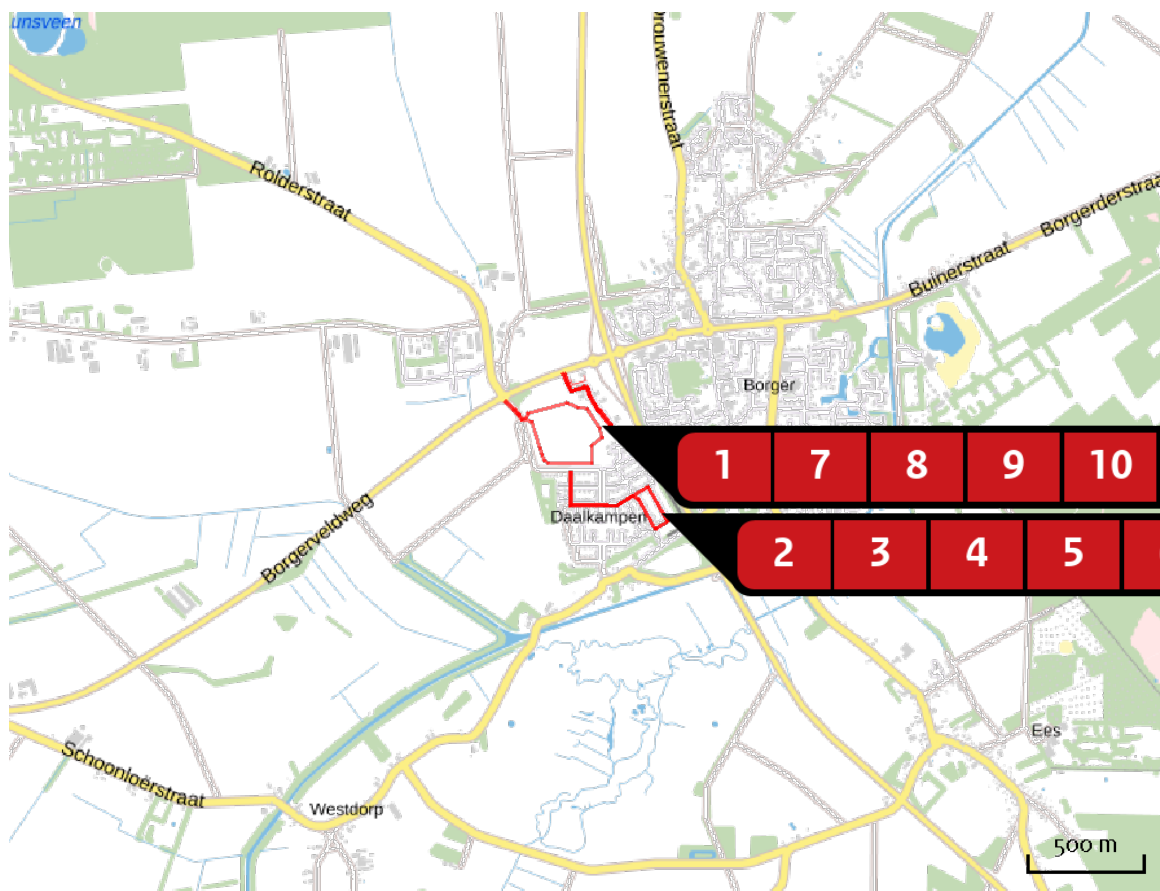 unsveen
Drouwenerstraat
Rolderstraat
Borgerderstraat
Buinerstraat
Borger
1 7 8 9 10
Daalkampen
2 3 4 5
Borgerveldweg
Ees
Schoonloërstraat
Westdorp
500 m